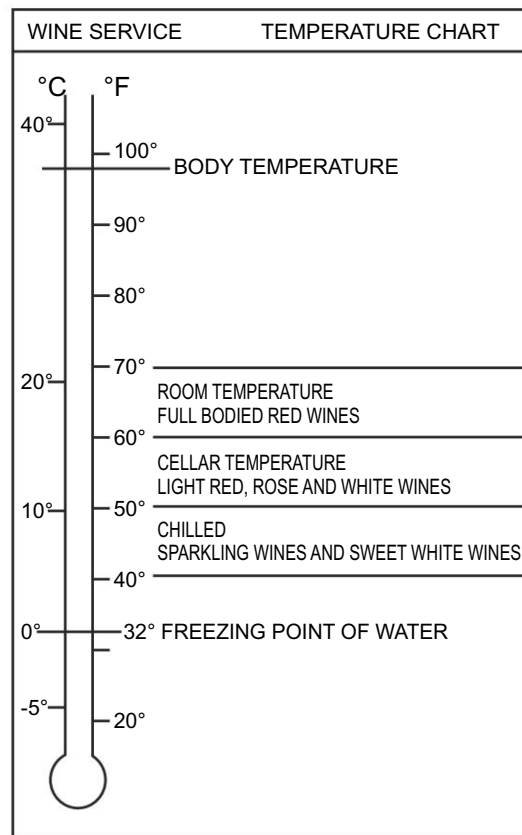 WINE SERVICE TEMPERATURE CHART
°C °F
40°
100°
BODY TEMPERATURE
90°
80°
70°
20°
ROOM TEMPERATURE
FULL BODIED RED WINES
60°
CELLAR TEMPERATURE
LIGHT RED, ROSE AND WHITE WINES
50°
10°
CHILLED
SPARKLING WINES AND SWEET WHITE WINES
40°
0° 32° FREEZING POINT OF WATER
-5°
20°